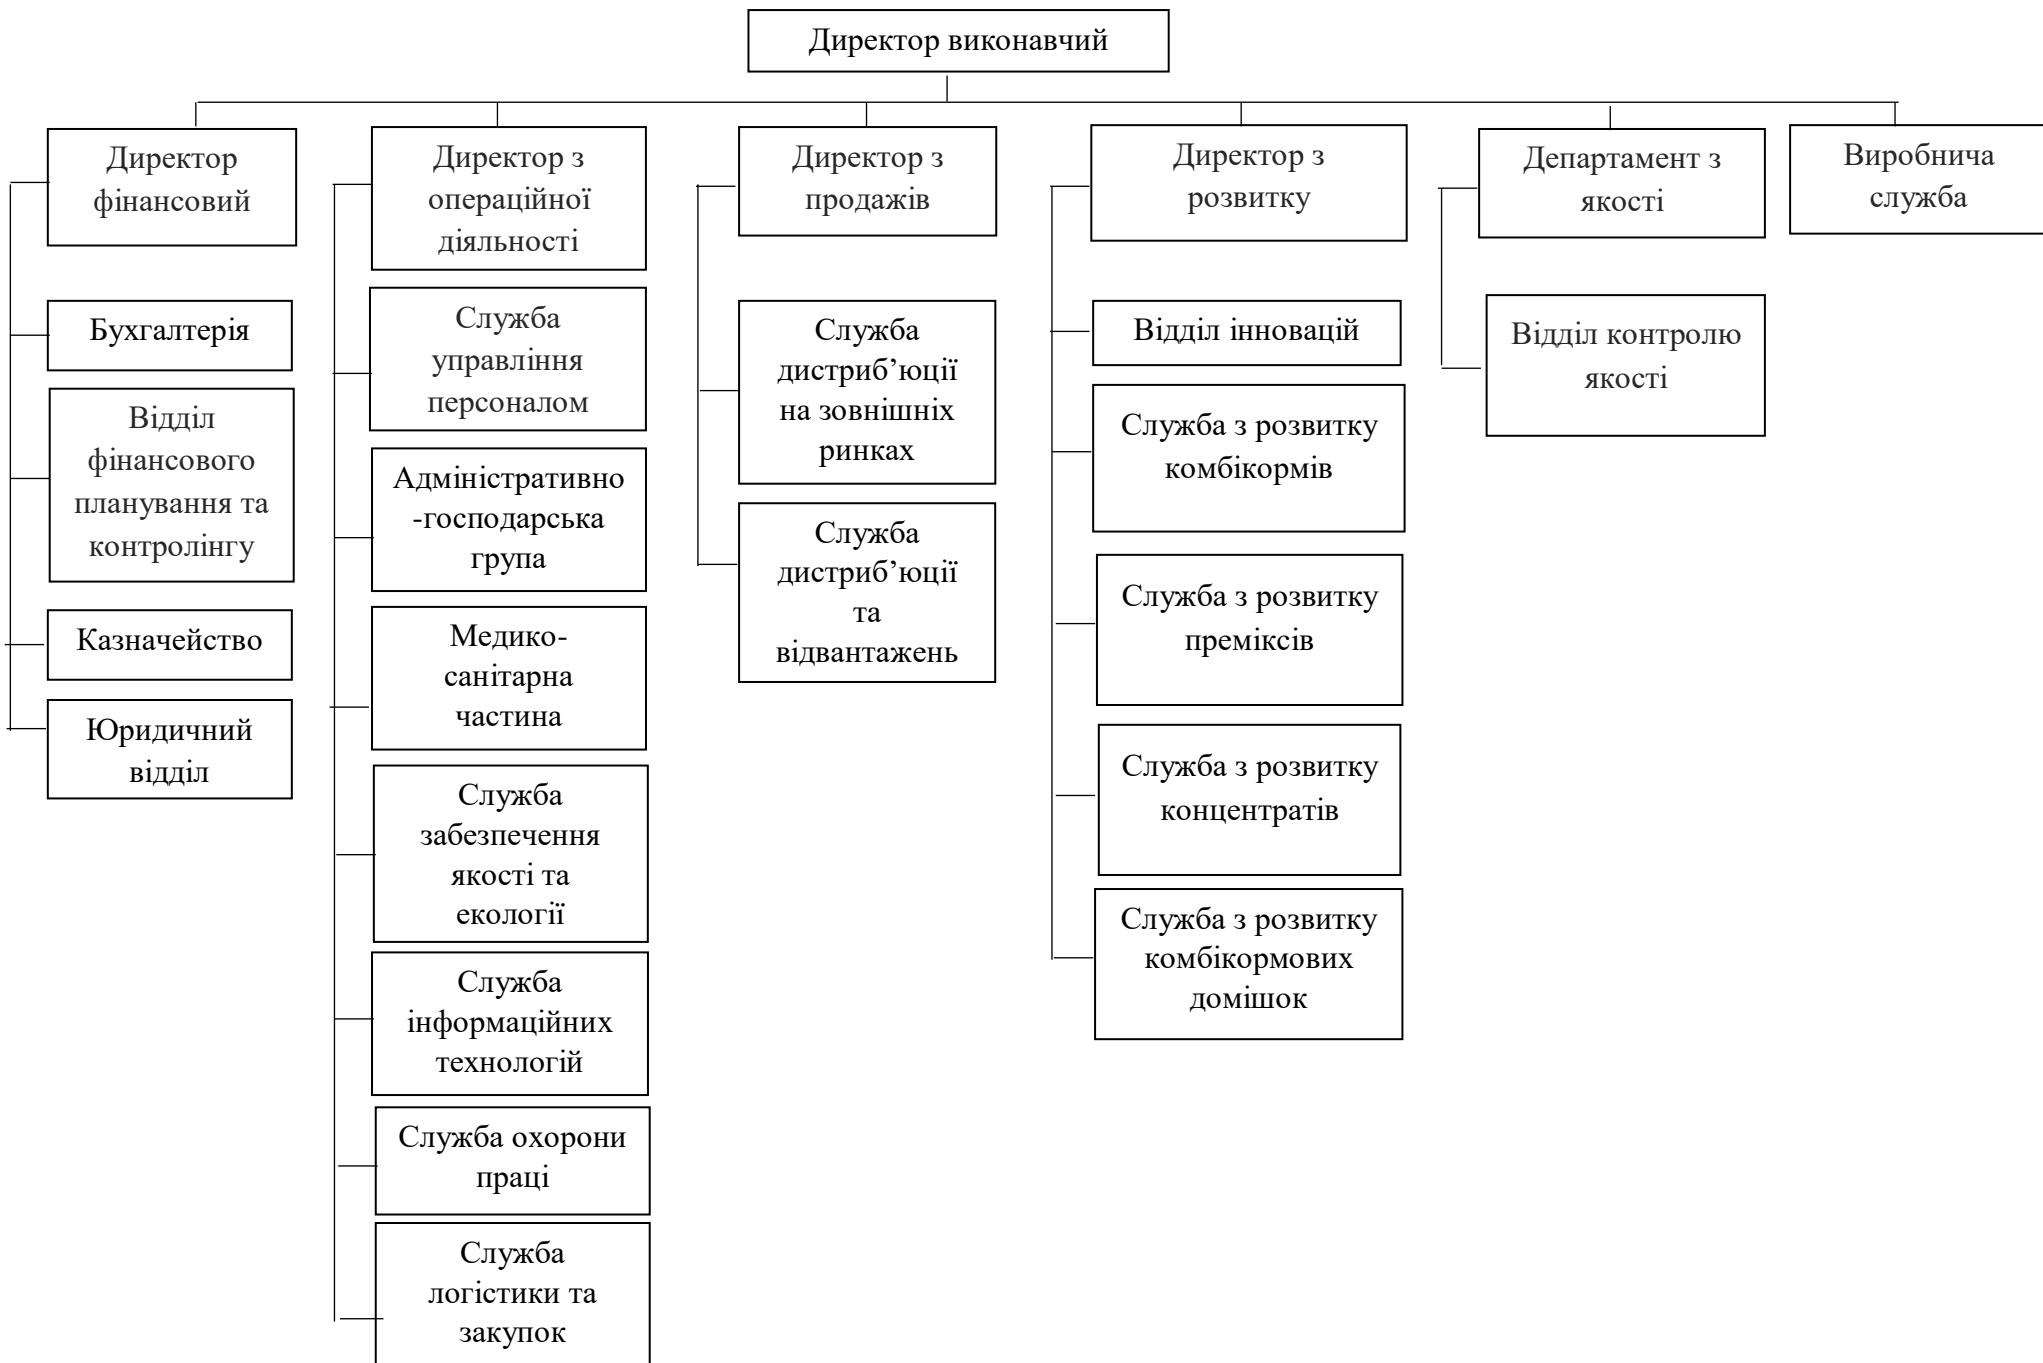 Директор виконавчий
Директор
фінансовий
Бухгалтерія
Відділ
фінансового
планування та
контролінгу
Казначейство
Юридичний
відділ
Директор з
операційної
діяльності
Служба
управління
персоналом
Адміністративно
-господарська
група
Медико-
санітарна
частина
Служба
забезпечення
якості та
екології
Служба
інформаційних
технологій
Служба охорони
праці
Служба
логістики та
закупок
Директор з
продажів
Служба
дистриб’юції
на зовнішніх
ринках
Служба
дистриб’юції
та
відвантажень
Директор з
розвитку
Відділ інновацій
Служба з розвитку
комбікормів
Служба з розвитку
преміксів
Служба з розвитку
концентратів
Служба з розвитку
комбікормових
домішок
Департамент з
якості
Відділ контролю
якості
Виробнича
служба